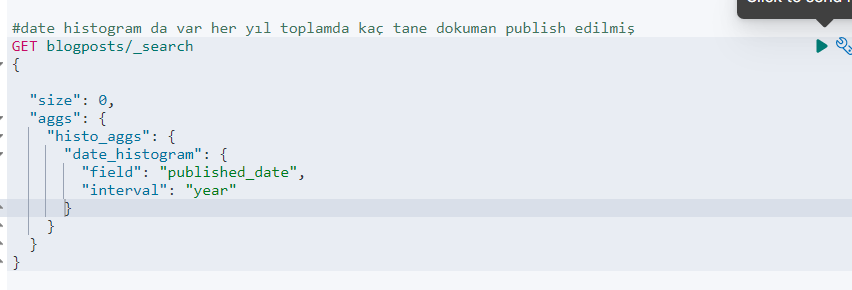 Click to send r
#date histogram da var her yıl toplamda kaç tane dokuman publish edilmiş
GET blogposts/_search
{
"size": 0,
"aggs": {
"histo_aggs": {
"date_histogram": {
"field": "published_date",
"interval": "year"
}
}
}
}